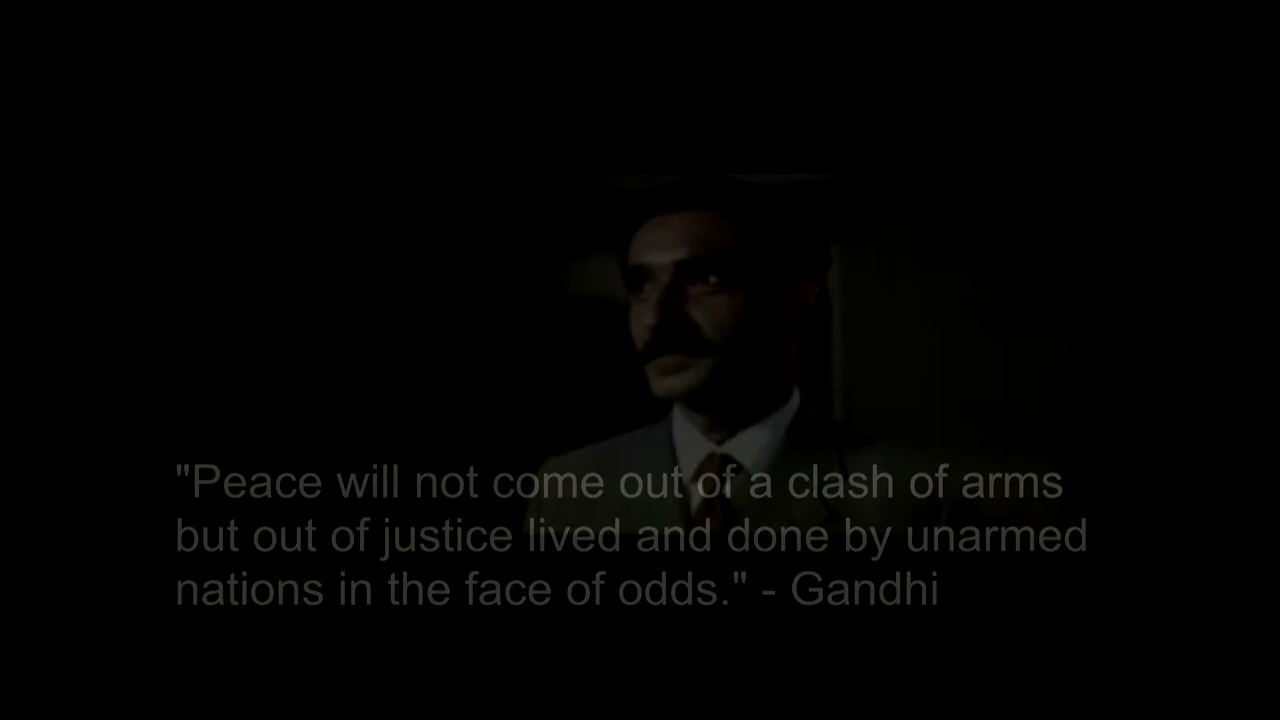 "Peace will not come out of a clash of arms
but out of justice lived and done by unarmed
nations in the face of odds." - Gandhi